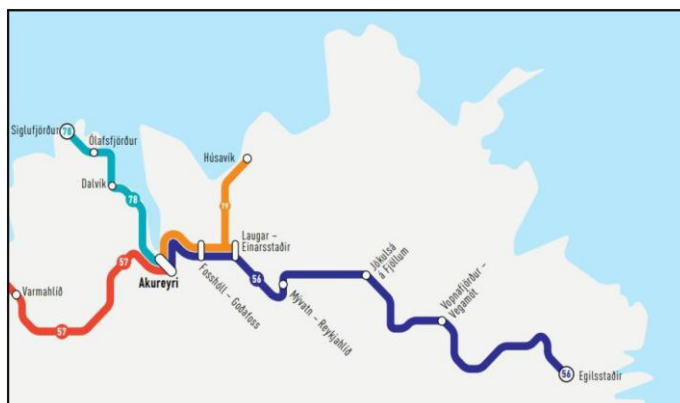 Siglufjörður
78
Ólafsfjörður
Dalvík
78
Húsavík
79
57
Akureyri
Varmahlíð
57
Fosshóll – Goðafoss
Laugar –
Einarsstaðir
56
Mývatn – Reykjahlíð
Jökulsá
á Fjöllum
Vopnafjörður –
Vegamót
56
Egilsstaðir